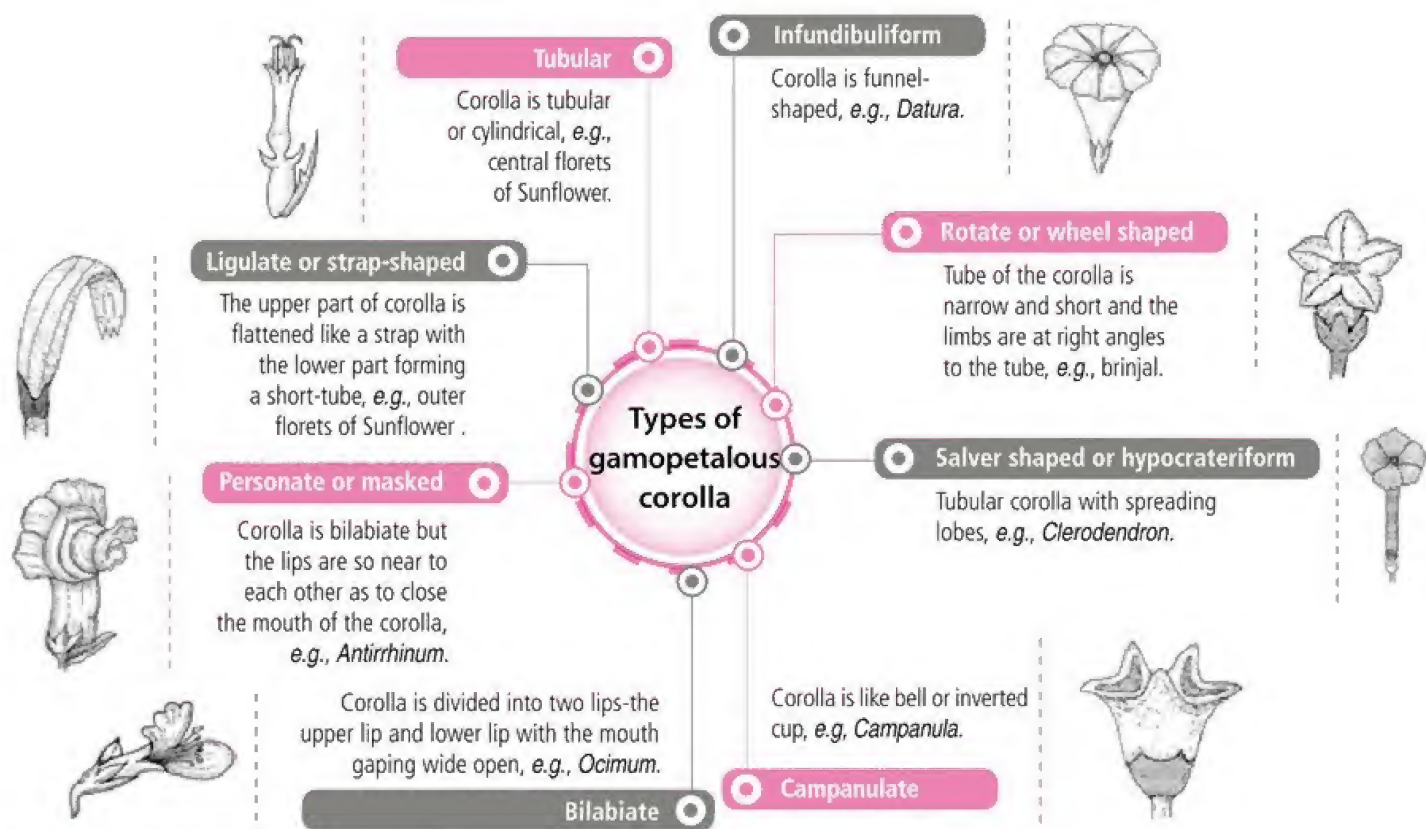 Tubular
Corolla is tubular
or cylindrical, e.g.,
central florets
of Sunflower.
Infundibuliform
Corolla is funnel-
shaped, e.g., Datura.
Ligulate or strap-shaped
The upper part of corolla is
flattened like a strap with
the lower part forming
a short-tube, e.g., outer
florets of Sunflower .
Rotate or wheel shaped
Tube of the corolla is
narrow and short and the
limbs are at right angles
to the tube, e.g., brinjal.
Types of
gamopetalous
corolla
Personate or masked
Corolla is bilabiate but
the lips are so near to
each other as to close
the mouth of the corolla,
e.g., Antirrhinum.
Salver shaped or hypocrateriform
Tubular corolla with spreading
lobes, e.g., Clerodendron.
Corolla is divided into two lips-the
upper lip and lower lip with the mouth
gaping wide open, e.g., Ocimum.
Bilabiate
Corolla is like bell or inverted
cup, e.g, Campanula.
Campanulate